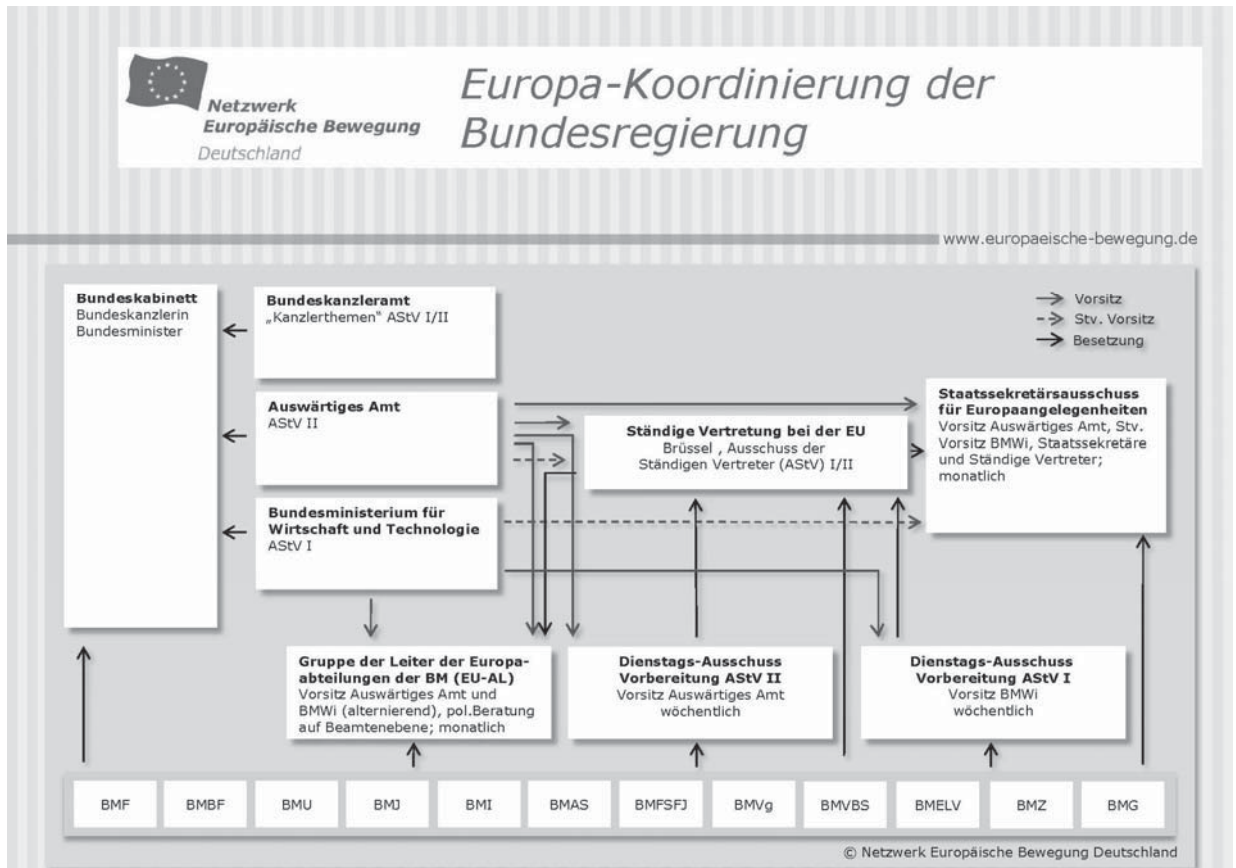 Netzwerk
Europäische Bewegung
Deutschland
Europa-Koordinierung der
Bundesregierung
www.europaeische-bewegung.de
Bundeskabinett
Bundeskanzlerin
Bundesminister
Bundeskanzleramt
„Kanzlerthemen“ AStV I/II
Vorsitz
Stv. Vorsitz
Besetzung
Auswärtiges Amt
AStV II
Ständige Vertretung bei der EU
Brüssel , Ausschuss der
Ständigen Vertreter (AStV) I/II
Staatssekretärsausschuss
für Europaangelegenheiten
Vorsitz Auswärtiges Amt, Stv.
Vorsitz BMWi, Staatssekretäre
und Ständige Vertreter;
monatlich
Bundesministerium für
Wirtschaft und Technologie
AStV I
Gruppe der Leiter der Europa-
abteilungen der BM (EU-AL)
Vorsitz Auswärtiges Amt und
BMWi (alternierend), pol.Beratung
auf Beamtenebene; monatlich
Dienstags-Ausschuss
Vorbereitung AStV II
Vorsitz Auswärtiges Amt
wöchentlich
Dienstags-Ausschuss
Vorbereitung AStV I
Vorsitz BMWi
wöchentlich
BMF
BMBF
BMU
BMJ
BMI
BMAS
BMFSFJ
BMVg
BMVBS
BMELV
BMZ
BMG
© Netzwerk Europäische Bewegung Deutschland